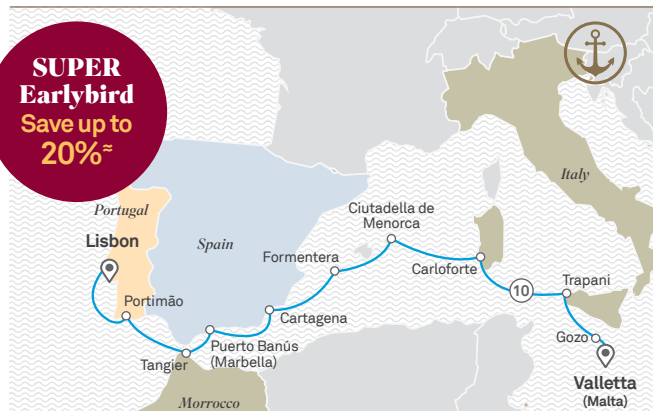 SUPER
Earlybird
Save up to
20%≈
Portugal
Lisbon
Spain
Italy
Ciutadella de
Menorca
Formentera
Carloforte
Trapani
10
Portimão
Cartagena
Puerto Banús
(Marbella)
Tangier
Gozo
Valletta
(Malta)
Morrocco